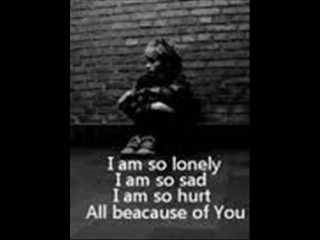 I am so lonely
I am so sad
I am so hurt
All beacause of You